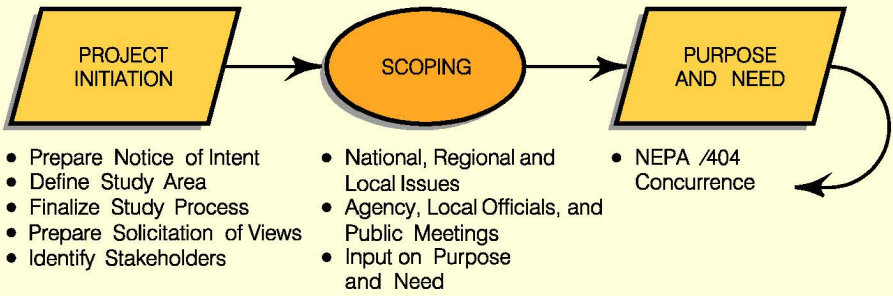 PROJECT
INITIATION
SCOPING
PURPOSE
AND NEED
• Prepare Notice of Intent
• Define Study Area
• Finalize Study Process
• Prepare Solicitation of Views
• Identify Stakeholders
• National, Regional and
Local Issues
• Agency, Local Officials, and
Public Meetings
• Input on Purpose
and Need
• NEPA /404
Concurrence